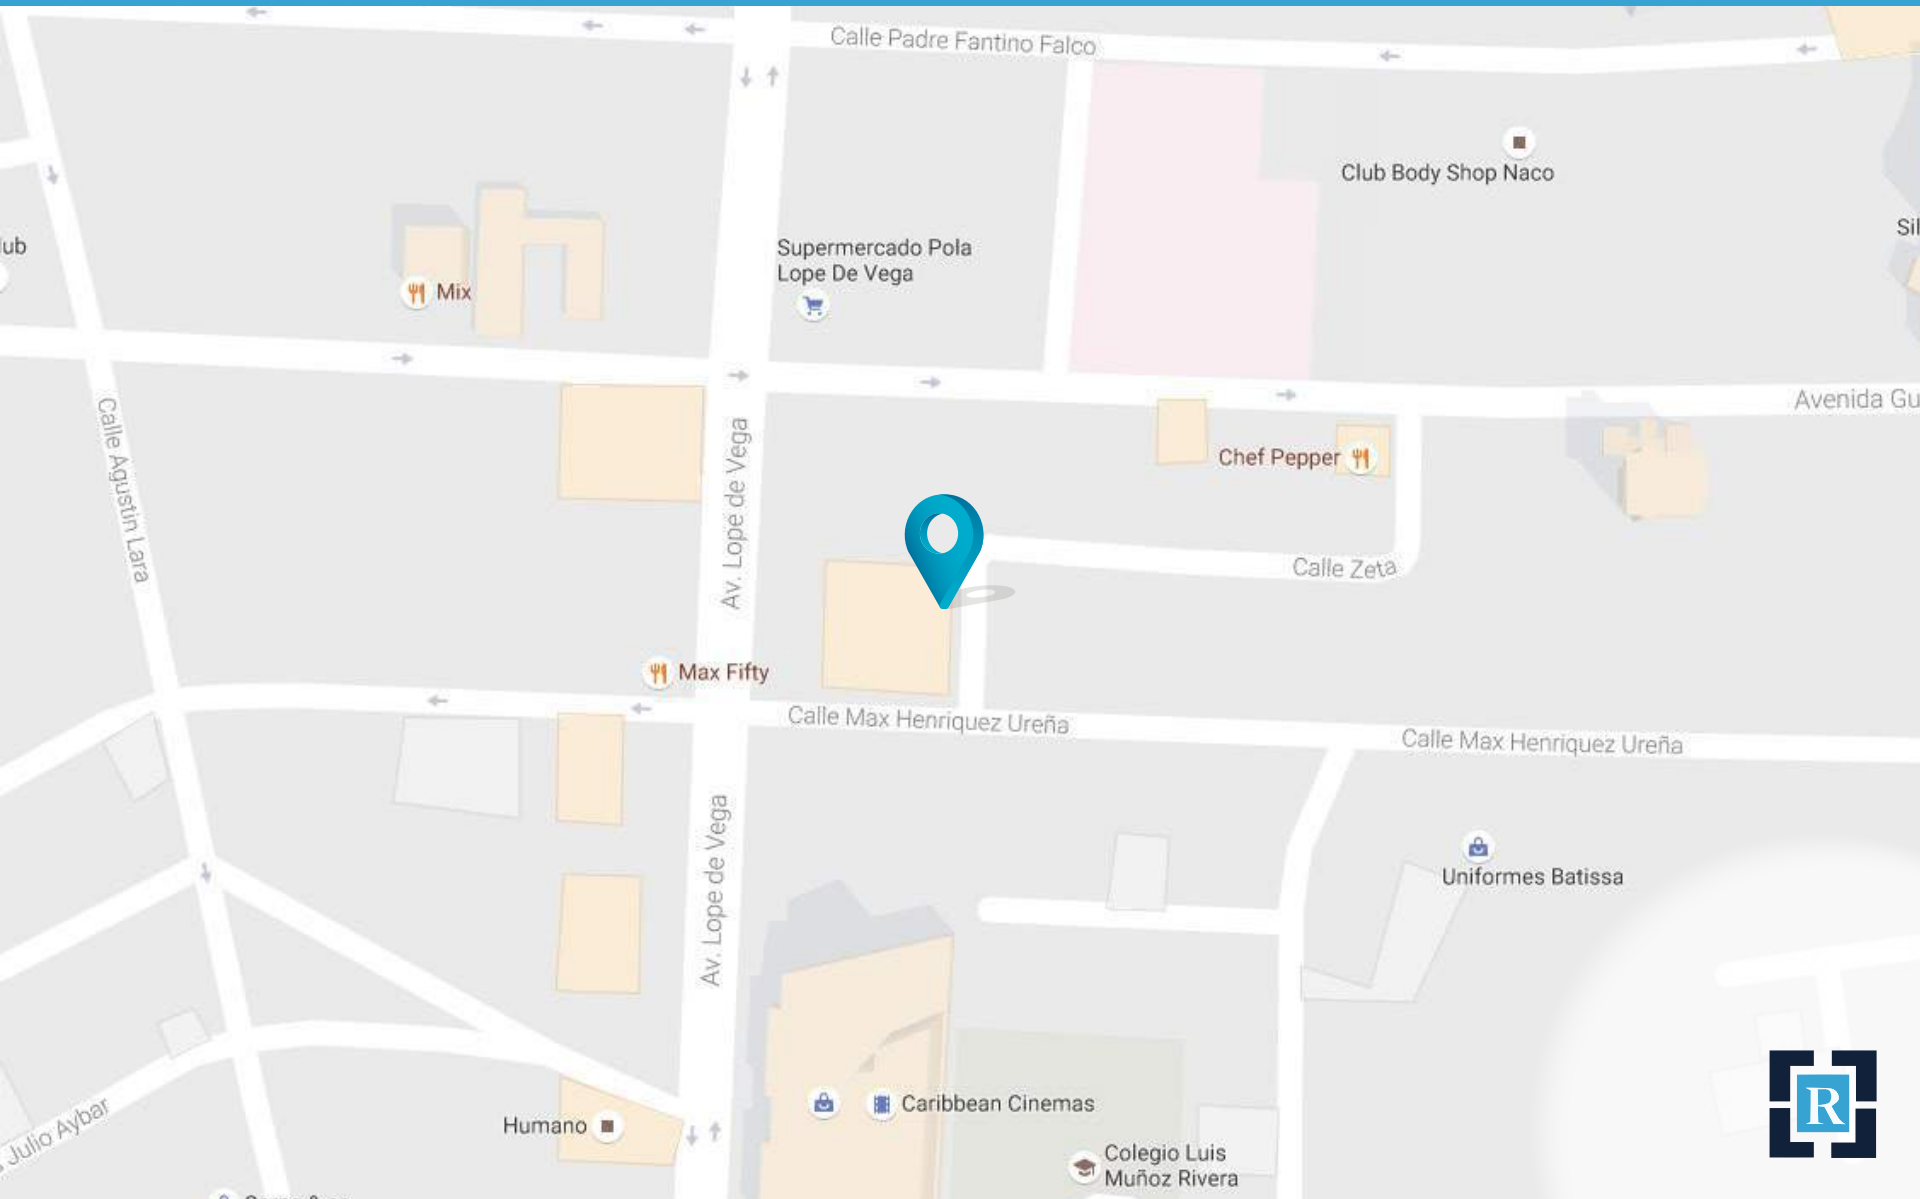 Calle Padre Fantino Falco
Club Body Shop Naco
lub
Supermercado Pola
Lope De Vega
Sil
Mix
Calle Agustin Lara
Av. Lope de Vega
Avenida Gu
Chef Pepper
Calle Zeta
Max Fifty
Calle Max Henriquez Ureña
Calle Max Henriquez Ureña
Av. Lope de Vega
Uniformes Batissa
Caribbean Cinemas
Humano
Julio Aybar
Colegio Luis
Muñoz Rivera
R